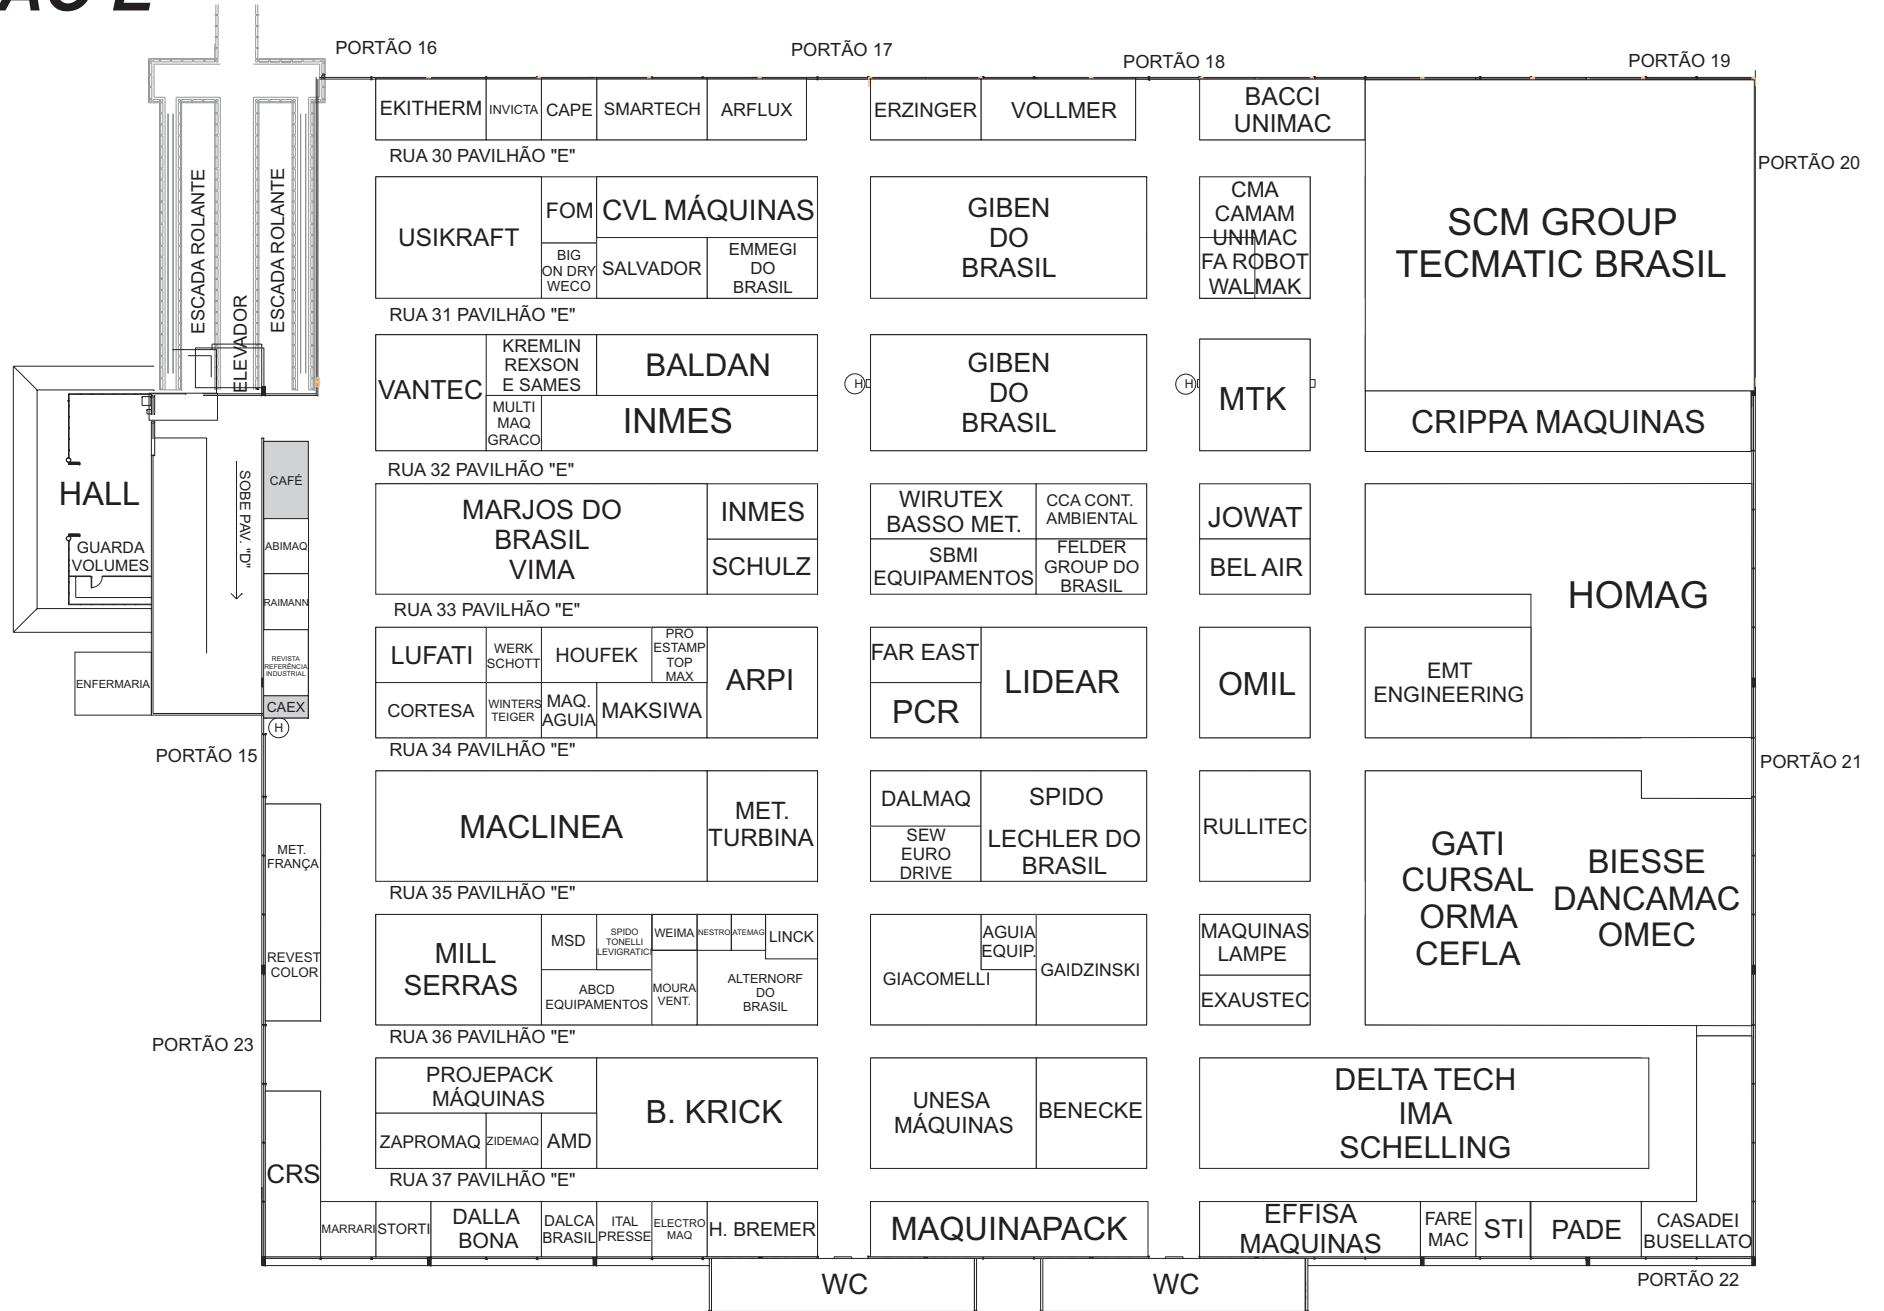 PORTÃO 16
PORTÃO 17
PORTÃO 18
PORTÃO 19
EKITHERM
INVICTA
CAPE
SMARTECH
ARFLUX
ERZINGER
VOLLMER
BACCI
UNIMAC
RUA 30 PAVILHÃO "E"
PORTÃO 20
ESCADA ROLANTE
ELEVADOR
ESCADA ROLANTE
USIKRAFT
FOM
CVL MÁQUINAS
BIG
ON DRY
WECO
SALVADOR
EMMEGI
DO
BRASIL
GIBEN
DO
BRASIL
CMA
CAMAM
UNIMAC
FA ROBOT
WALMAK
SCM GROUP
TECMATIC BRASIL
RUA 31 PAVILHÃO "E"
VANTEC
KREMLIN
REXSON
E SAMES
BALDAN
MULTI
MAQ
GRACO
INMES
H
GIBEN
DO
BRASIL
H
MTK
CRIPPA MAQUINAS
RUA 32 PAVILHÃO "E"
HALL
GUARDA
VOLUMES
SOBE PAV. "D"
CAFÉ
ABIMAQ
RAIMANN
REVISTA
REFERÊNCIA
INDUSTRIAL
CAEX
H
ENFERMARIA
MARJOS DO
BRASIL
VIMA
INMES
SCHULZ
WIRUTEX
BASSO MET.
CCA CONT.
AMBIENTAL
SBMI
EQUIPAMENTOS
FELDER
GROUP DO
BRASIL
JOWAT
BEL AIR
HOMAG
RUA 33 PAVILHÃO "E"
LUFATI
WERK
SCHOTT
HOUFEK
PRO
ESTAMP
TOP
MAX
ARPI
CORTESA
WINTERS
TEIGER
MAQ.
AGUIA
MAKSIWA
FAR EAST
PCR
LIDEAR
OMIL
EMT
ENGINEERING
RUA 34 PAVILHÃO "E"
PORTÃO 15
PORTÃO 21
MACLINEA
MET.
TURBINA
DALMAQ
SEW
EURO
DRIVE
SPIDO
LECHLER DO
BRASIL
RULLITEC
GATI
CURSAL
ORMA
CEFLA
BIESSE
DANCAMAC
OMEC
MET.
FRANÇA
REVEST
COLOR
RUA 35 PAVILHÃO "E"
MILL
SERRAS
MSD
SPIDO
TONELLI
LEVIGRATICI
WEIMA
NESTRO
ATEMAG
LINCK
ABCD
EQUIPAMENTOS
MOURA
VENT.
ALTERNORF
DO
BRASIL
GIACOMELLI
AGUIA
EQUIP.
GAIDZINSKI
MAQUINAS
LAMPE
EXAUSTEC
RUA 36 PAVILHÃO "E"
PORTÃO 23
PROJEPACK
MÁQUINAS
ZAPROMAQ
ZIDEMAQ
AMD
B. KRICK
UNESA
MÁQUINAS
BENECKE
DELTA TECH
IMA
SCHELLING
RUA 37 PAVILHÃO "E"
CRS
MARRARI
STORTI
DALLA
BONA
DALCA
BRASIL
ITAL
PRESSE
ELECTRO
MAQ
H. BREMER
MAQUINAPACK
EFFISA
MAQUINAS
FARE
MAC
STI
PADE
CASADEI
BUSELLATO
WC
WC
PORTÃO 22